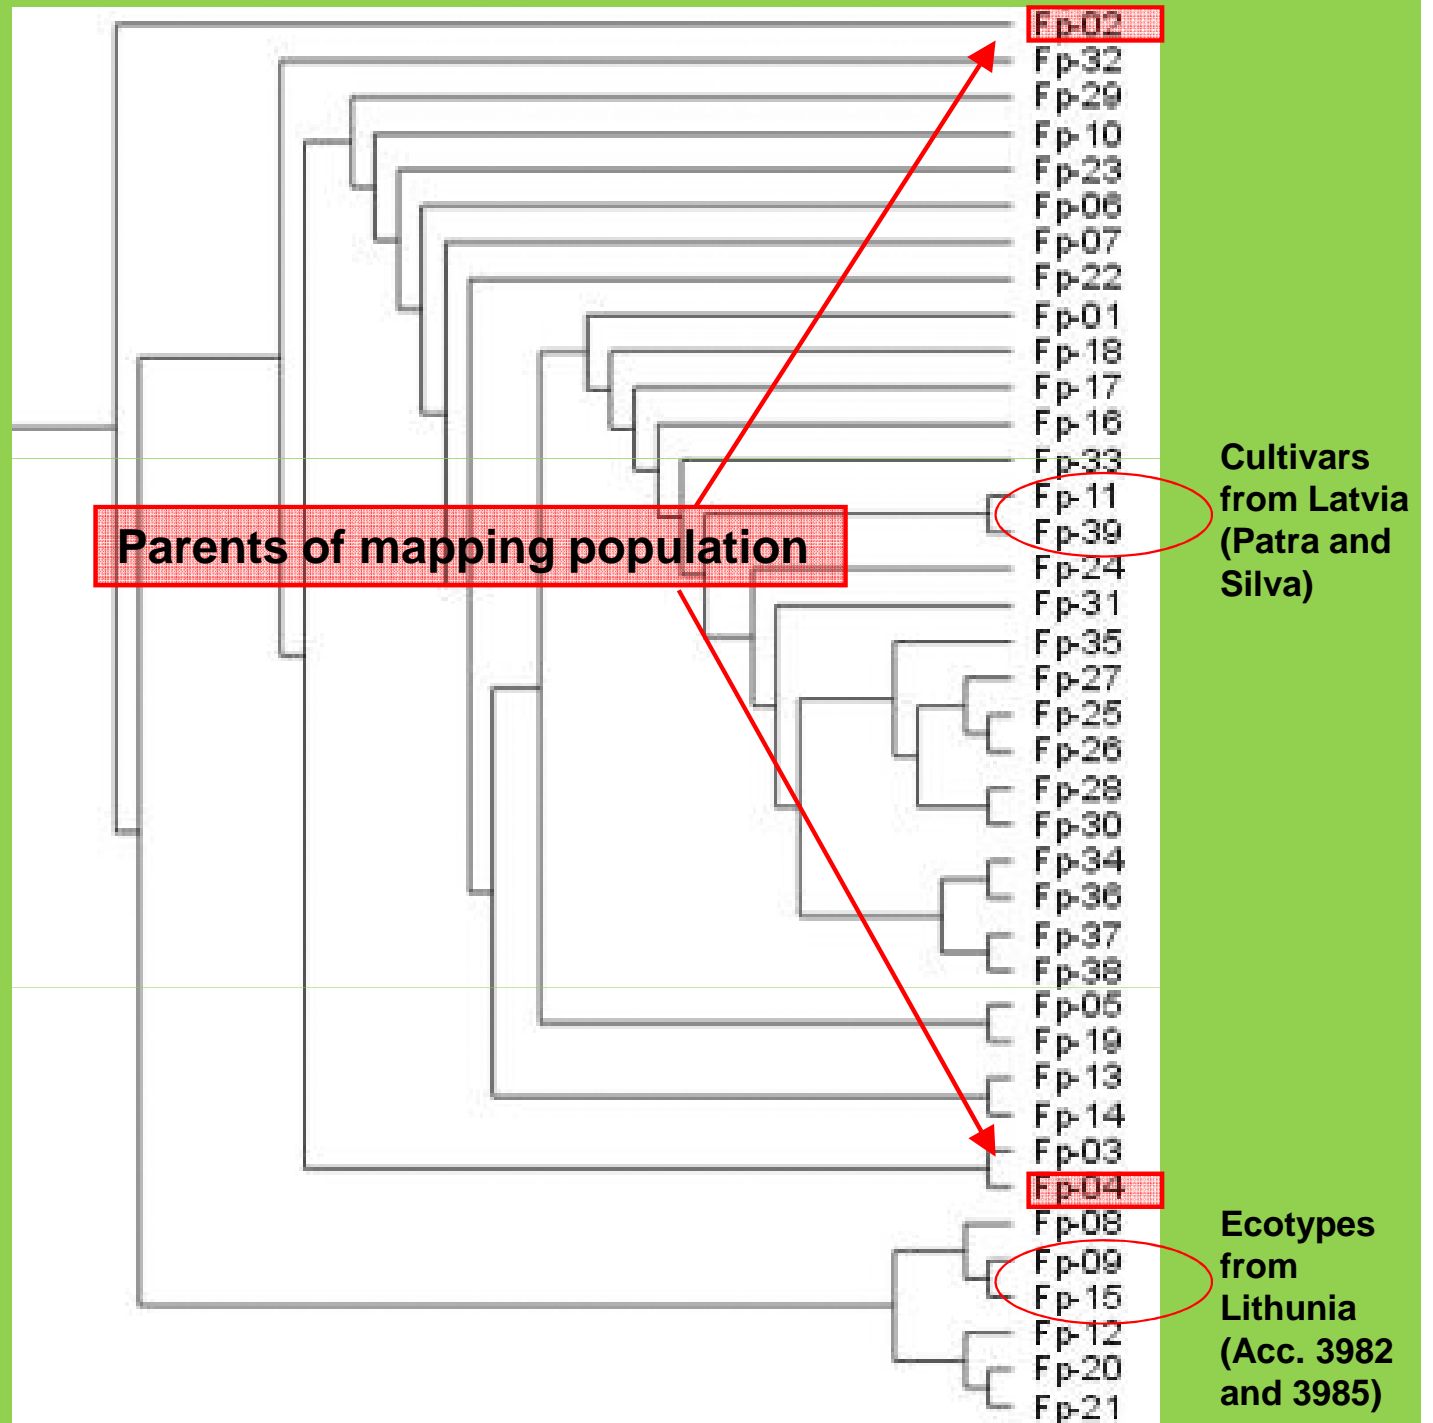 Fp-02
Fp-32
Fp-29
Fp-10
Fp-23
Fp-06
Fp-07
Fp-22
Fp-01
Fp-18
Fp-17
Fp-16
Fp-33
Fp-11
Fp-39
Fp-24
Fp-31
Fp-35
Fp-27
Fp-25
Fp-26
Fp-28
Fp-30
Fp-34
Fp-36
Fp-37
Fp-38
Fp-05
Fp-19
Fp-13
Fp-14
Fp-03
Fp-04
Fp-08
Fp-09
Fp-15
Fp-12
Fp-20
Fp-21
Parents of mapping population
Cultivars
from Latvia
(Patra and
Silva)
Ecotypes
from
Lithunia
(Acc. 3982
and 3985)